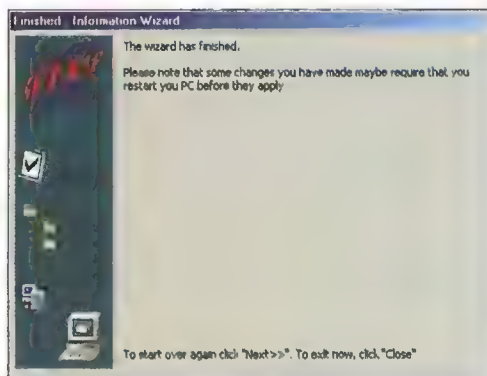 Finished - Information Wizard
The wizard has finished.
Please note that some changes you have made maybe require that you
restart you PC before they apply
To start over again click "Next>>". To exit now, click "Close"